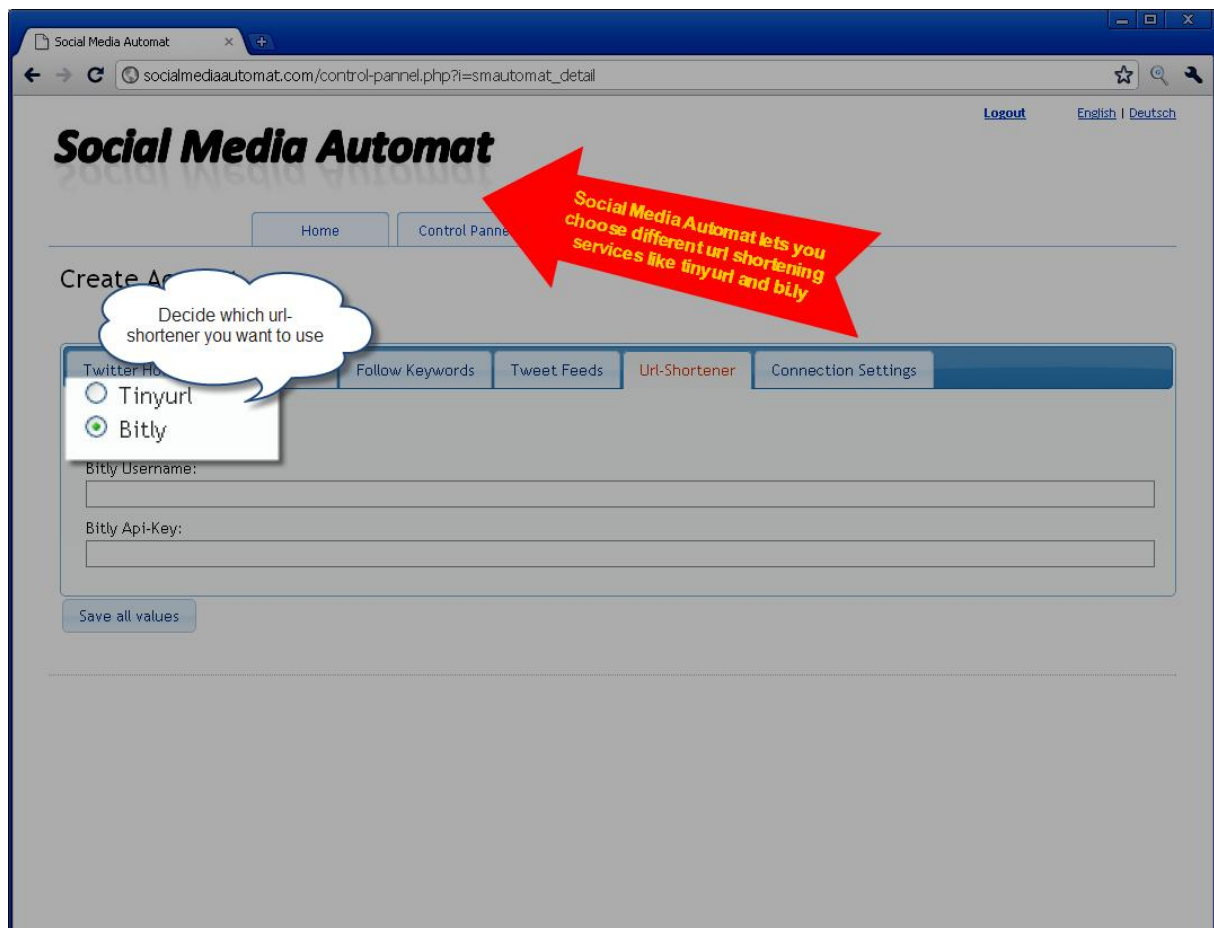 Social Media Automat
socialmediaautomat.com/control-pannel.php?i=smautomat_detail
Logout English | Deutsch
Social Media Automat
Home
Control Panne
Social Media Automat lets you
choose different url shortening
services like tinyurl and bi.ly
Create
Decide which url-
shortener you want to use
Twitter
Follow Keywords
Tweet Feeds
Url-Shortener
Connection Settings
Tinyurl
Bitly
Bitly Username:
Bitly Api-Key:
Save all values